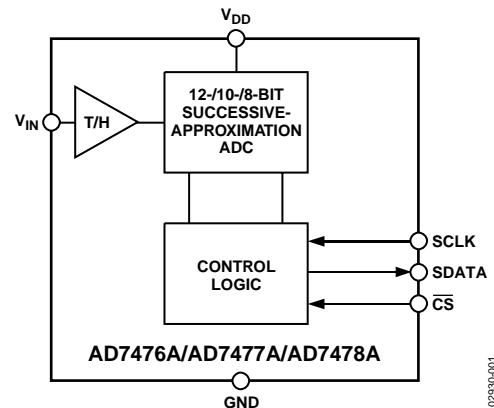 VDD
12-/10-/8-BIT
SUCCESSIVE-
APPROXIMATION
ADC
VIN
T/H
CONTROL
LOGIC
SCLK
SDATA
C̅S̅
AD7476A/AD7477A/AD7478A
GND
02930-001